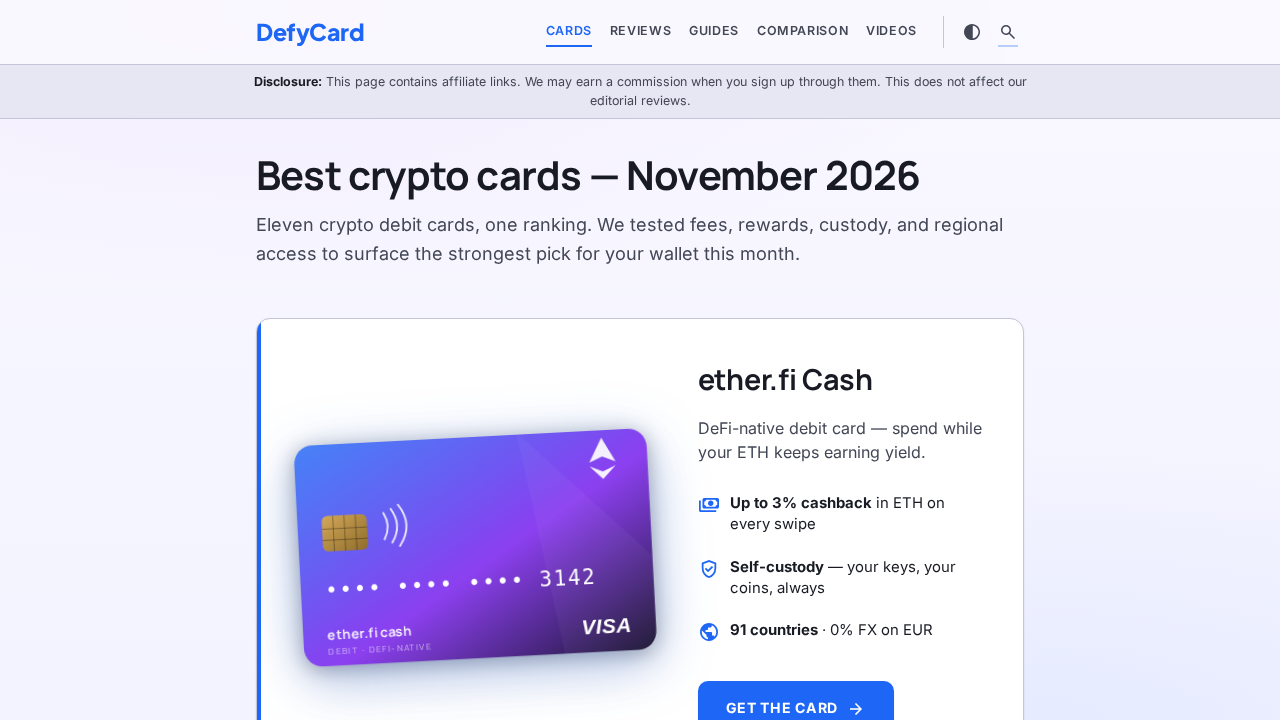 DefyCard
CARDS REVIEWS GUIDES COMPARISON VIDEOS
Disclosure: This page contains affiliate links. We may earn a commission when you sign up through them. This does not affect our
editorial reviews.
Best crypto cards — November 2026
Eleven crypto debit cards, one ranking. We tested fees, rewards, custody, and regional
access to surface the strongest pick for your wallet this month.
•••• •••• •••• 3142
ether.fi cash
DEBIT · DEFI-NATIVE
VISA
ether.fi Cash
DeFi-native debit card — spend while
your ETH keeps earning yield.
Up to 3% cashback in ETH on
every swipe
Self-custody — your keys, your
coins, always
91 countries · 0% FX on EUR
GET THE CARD →